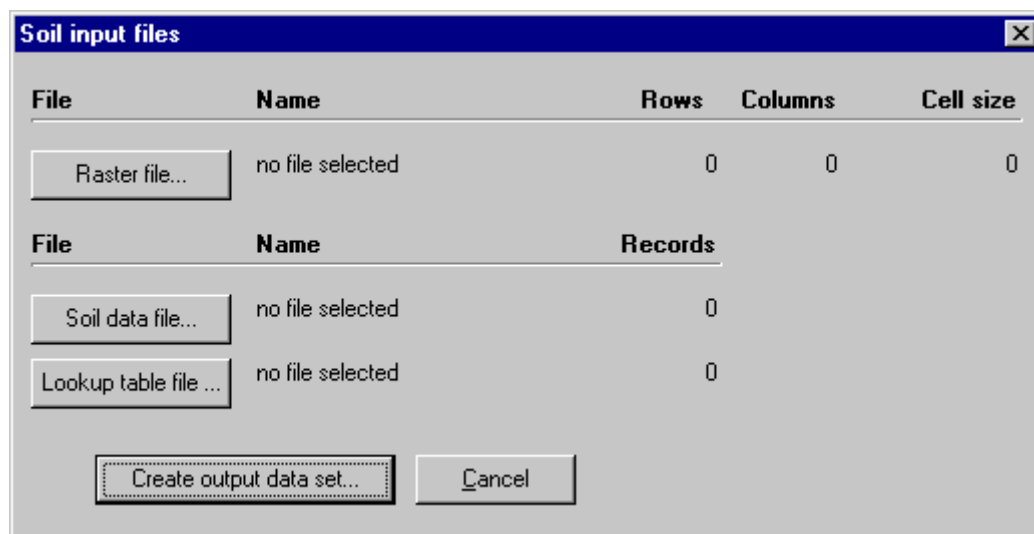 Soil input files
File Name Rows Columns Cell size
Raster file... no file selected 0 0 0
File Name Records
Soil data file... no file selected 0
Lookup table file ... no file selected 0
Create output data set... Cancel